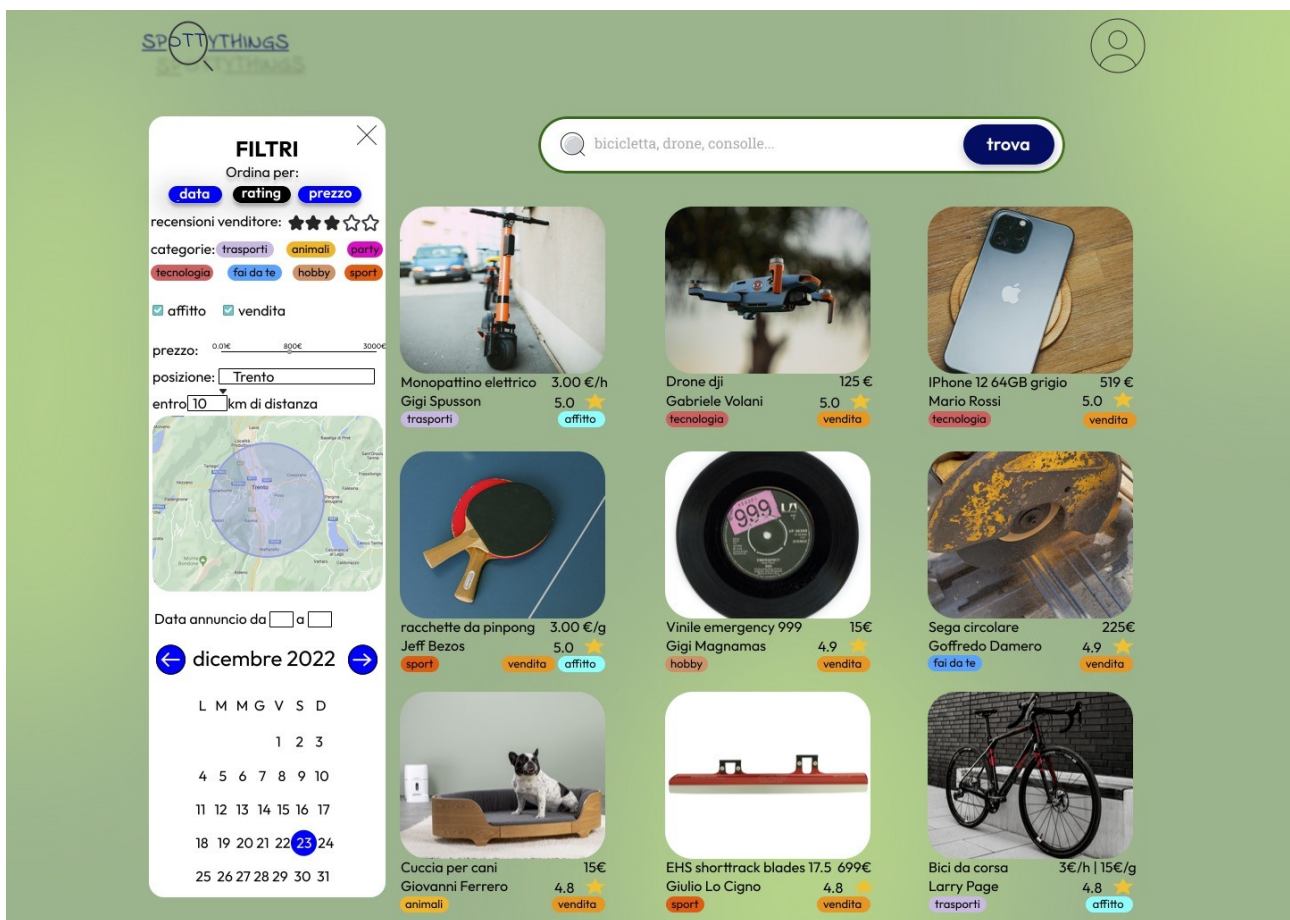 SPOTTYTHINGS
SPOTTYTHINGS
bicicletta, drone, consolle...
trova
FILTRI
Ordina per:
data rating prezzo
recensioni venditore:
categorie: trasporti animali party
tecnologia fai da te hobby sport
affitto vendita
prezzo: 0.01€ 800€ 3000€
posizione: Trento
entro 10 km di distanza
Trento
Data annuncio da a
dicembre 2022
L M M G V S D
1 2 3
4 5 6 7 8 9 10
11 12 13 14 15 16 17
18 19 20 21 22 23 24
25 26 27 28 29 30 31
Monopattino elettrico 3.00 €/h
Gigi Spusson 5.0
trasporti affitto
Drone dji 125 €
Gabriele Volani 5.0
tecnologia vendita
IPhone 12 64GB grigio 519 €
Mario Rossi 5.0
tecnologia vendita
racchette da pinpong 3.00 €/g
Jeff Bezos 5.0
sport vendita affitto
999
Vinile emergency 999 15€
Gigi Magnamas 4.9
hobby vendita
Sega circolare 225€
Goffredo Damero 4.9
fai da te vendita
Cuccia per cani 15€
Giovanni Ferrero 4.8
animali vendita
EHS shorttrack blades 17.5 699€
Giulio Lo Cigno 4.8
sport vendita
Bici da corsa 3€/h | 15€/g
Larry Page 4.8
trasporti affitto